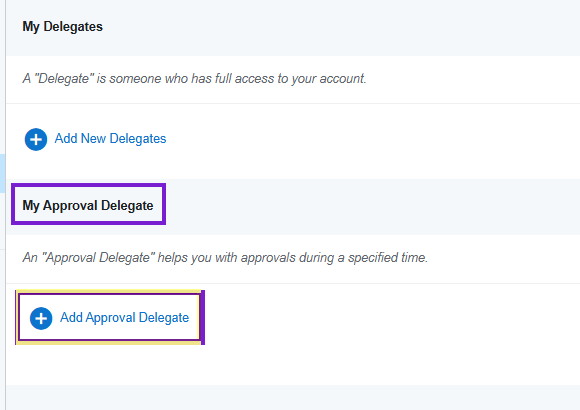 My Delegates
A "Delegate" is someone who has full access to your account.
Add New Delegates
My Approval Delegate
An "Approval Delegate" helps you with approvals during a specified time.
Add Approval Delegate